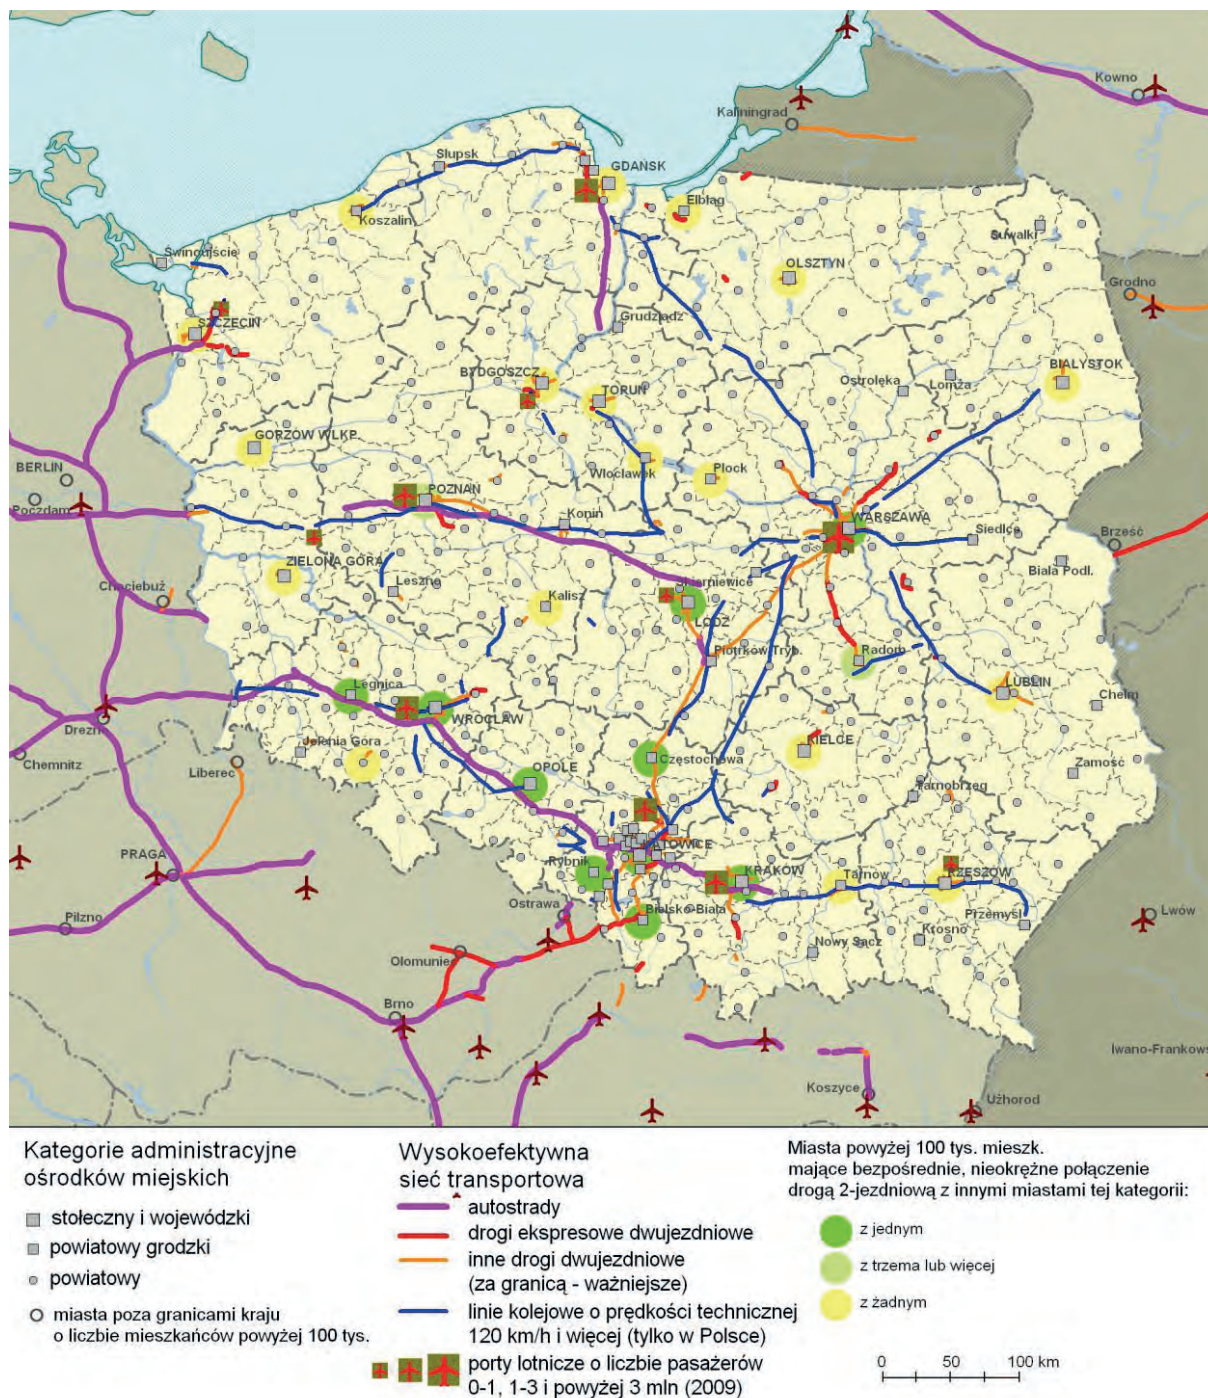 Kowno
Kaliningrad
Słupsk
GDAŃSK
Elbląg
Koszalin
Suwałki
Świnoujście
OLSZTYN
Grodno
SZCZECIN
Grudziądz
BYDGOSZCZ
TORUŃ
Ostrołęka
Łomża
BIAŁYSTOK
GORZÓW WLKP.
BERLIN
Włocławek
Płock
Poczdam
POZNAŃ
Konin
WARSZAWA
Siedlce
Brześć
Biała Podl.
ZIELONA GÓRA
Chociebuż
Leszno
Kalisz
Skierniewice
ŁÓDŹ
Piotrków Tryb.
Radom
LUBLIN
Chełm
Legnica
WROCŁAW
Drezno
Jelenia Góra
Chemnitz
Liberec
OPOLE
Częstochowa
KIELCE
Zamość
Tarnobrzeg
PRAGA
KATOWICE
Rybnik
KRAKÓW
Tarnów
RZESZÓW
Pilzno
Ostrawa
Bielsko-Biała
Przemyśl
Lwów
Ołomuniec
Nowy Sącz
Krosno
Brno
Iwano-Frankows
Koszyce
Użhorod
Kategorie administracyjne
ośrodków miejskich
stołeczny i wojewódzki
powiatowy grodzki
powiatowy
miasta poza granicami kraju
o liczbie mieszkańców powyżej 100 tys.
Wysokoefektywna
sieć transportowa
autostrady
drogi ekspresowe dwujezdniowe
inne drogi dwujezdniowe
(za granicą - ważniejsze)
linie kolejowe o prędkości technicznej
120 km/h i więcej (tylko w Polsce)
porty lotnicze o liczbie pasażerów
0-1, 1-3 i powyżej 3 mln (2009)
Miasta powyżej 100 tys. mieszk.
mające bezpośrednie, nieokrężne połączenie
drogą 2-jezdniową z innymi miastami tej kategorii:
z jednym
z trzema lub więcej
z żadnym
0 50 100 km